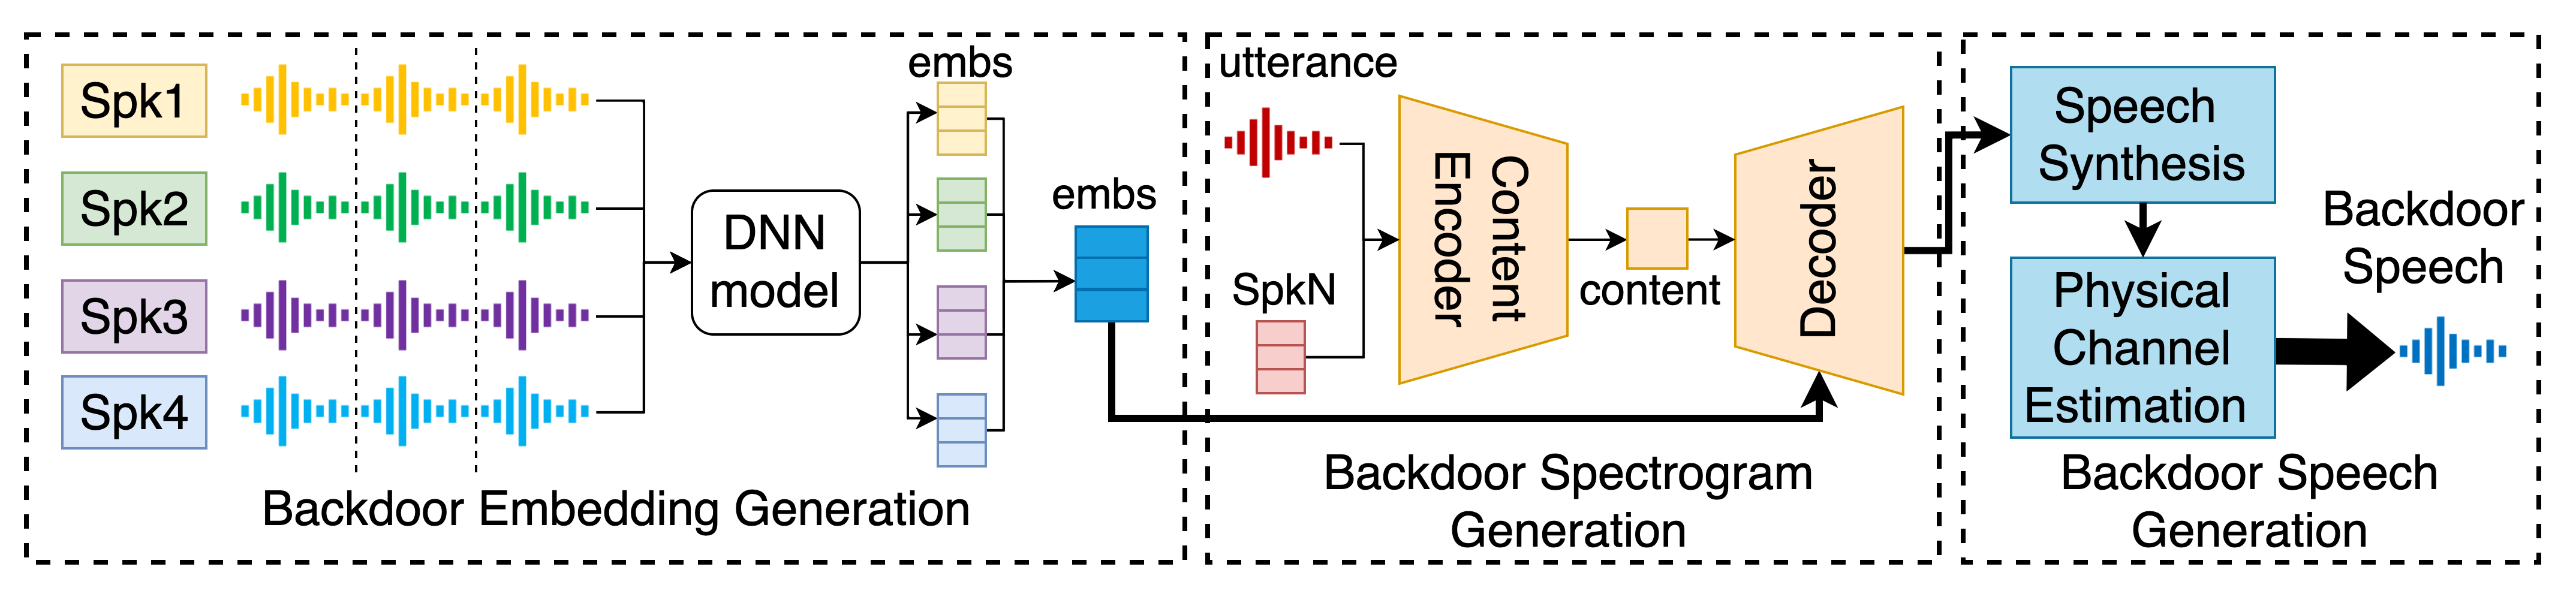 Spk1
Spk2
Spk3
Spk4
DNN
model
embs
embs
Backdoor Embedding Generation
utterance
SpkN
Content
Encoder
content
Decoder
Backdoor Spectrogram
Generation
Speech
Synthesis
Physical
Channel
Estimation
Backdoor
Speech
Backdoor Speech
Generation